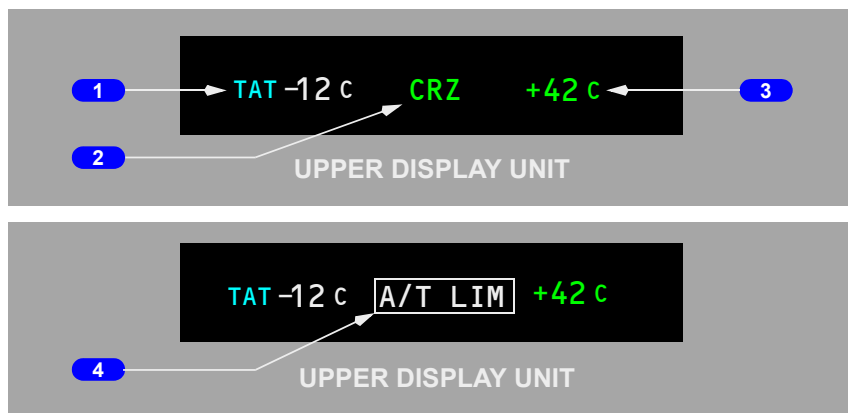 1 TAT -12 C CRZ +42 C 3
2
UPPER DISPLAY UNIT
TAT -12 C A/T LIM +42 C
4
UPPER DISPLAY UNIT